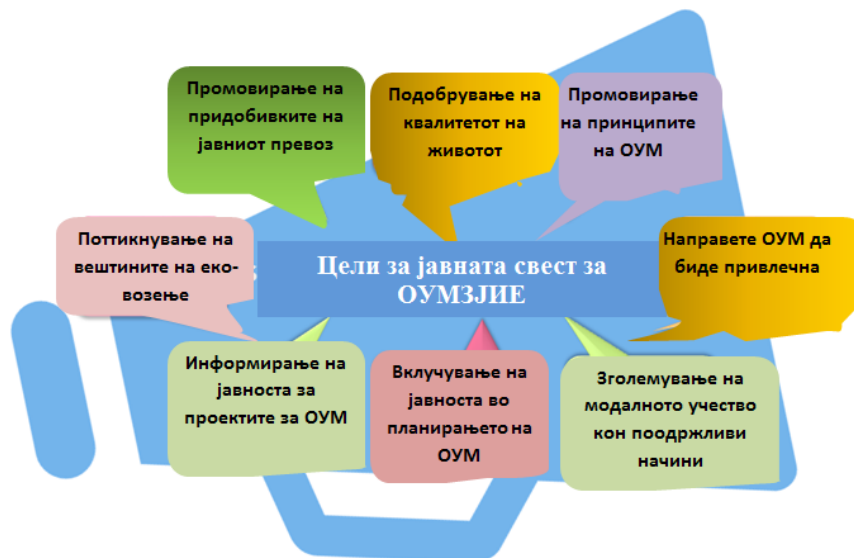 Промовирање на
придобивките на
јавниот превоз
Подобрување на
квалитетот на
животот
Промовирање
на принципите
на ОУМ
Поттикнување на
вештините на еко-
возење
Цели за јавната свест за
ОУМЗЈИЕ
Направете ОУМ да
биде привлечна
Информирање на
јавноста за
проектите за ОУМ
Вклучување на
јавноста во
планирањето на
ОУМ
Зголемување на
модалното учество
кон поодржливи
начини